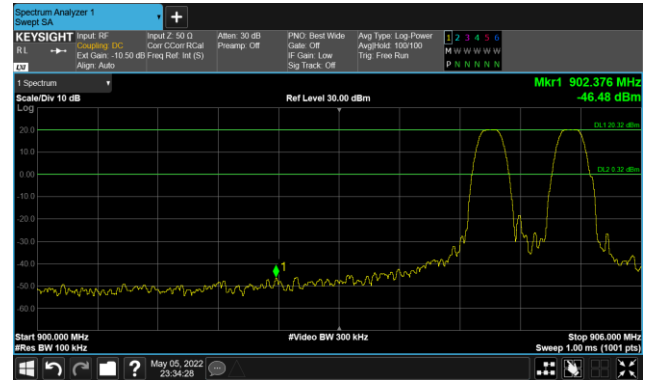 Spectrum Analyzer 1
Swept SA
KEYSIGHT Input: RF Input Z: 50 Ω Atten: 30 dB PNO: Best Wide Avg Type: Log-Power 1 2 3 4 5 6
RL Coupling: DC Corr CCorr RCal Preamp: Off Gate: Off Avg|Hold: 100/100 M W W W W W
Ext Gain: -10.50 dB Freq Ref: Int (S) IF Gain: Low Trig: Free Run
Align: Auto Sig Track: Off P N N N N N
LXI
1 Spectrum Mkr1 902.376 MHz
Scale/Div 10 dB Ref Level 30.00 dBm -46.48 dBm
Log
DL1 20.32 dBm
20.0
10.0
DL2 0.32 dBm
0.00
-10.0
-20.0
-30.0
-40.0
1
-50.0
-60.0
Start 900.000 MHz #Video BW 300 kHz Stop 906.000 MHz
#Res BW 100 kHz Sweep 1.00 ms (1001 pts)
? May 05, 2022
23:34:28